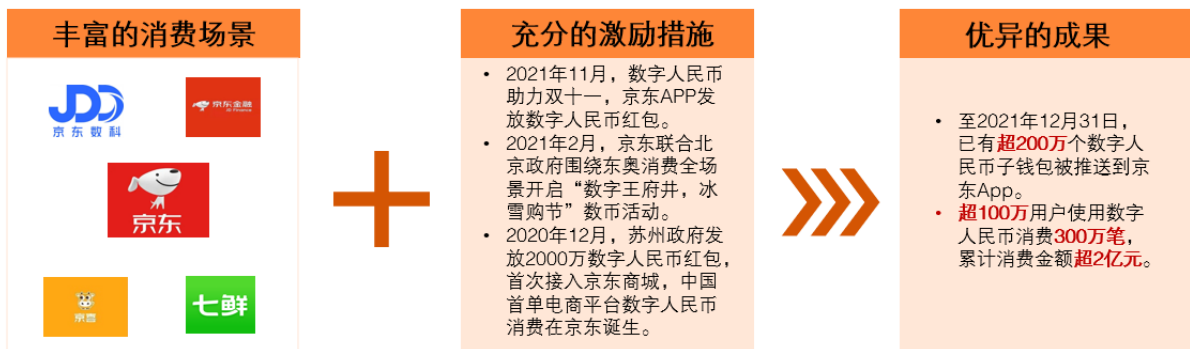 丰富的消费场景
JDD
京东数科
京东金融
JD Finance
京东
京喜
七鲜
充分的激励措施
• 2021年11月，数字人民币
助力双十一，京东APP发
放数字人民币红包。
• 2021年2月，京东联合北
京政府围绕东奥消费全场
景开启“数字王府井，冰
雪购节”数币活动。
• 2020年12月，苏州政府发
放2000万数字人民币红包，
首次接入京东商城，中国
首单电商平台数字人民币
消费在京东诞生。
优异的成果
• 至2021年12月31日，
已有超200万个数字人
民币子钱包被推送到京
东App。
• 超100万用户使用数字
人民币消费300万笔，
累计消费金额超2亿元。